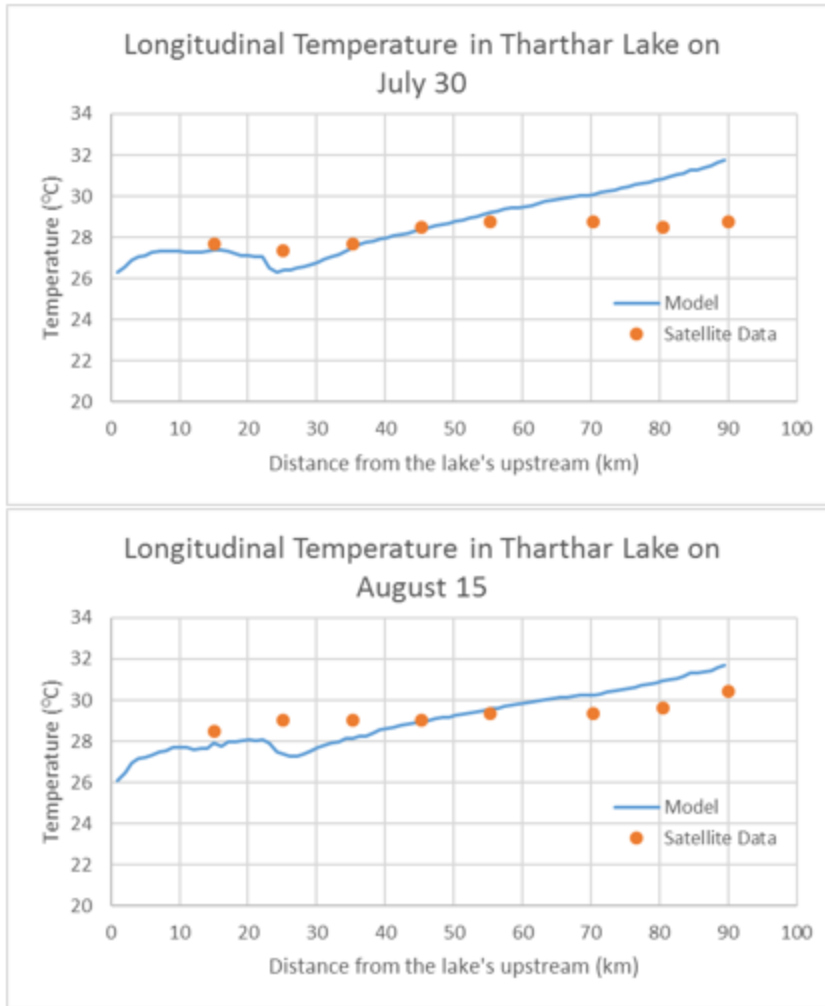 Longitudinal Temperature in Tharthar Lake on
July 30
Temperature (°C)
34
32
30
28
26
24
22
20
Model
Satellite Data
0 10 20 30 40 50 60 70 80 90 100
Distance from the lake's upstream (km)
Longitudinal Temperature in Tharthar Lake on
August 15
Temperature (°C)
34
32
30
28
26
24
22
20
Model
Satellite Data
0 10 20 30 40 50 60 70 80 90 100
Distance from the lake's upstream (km)